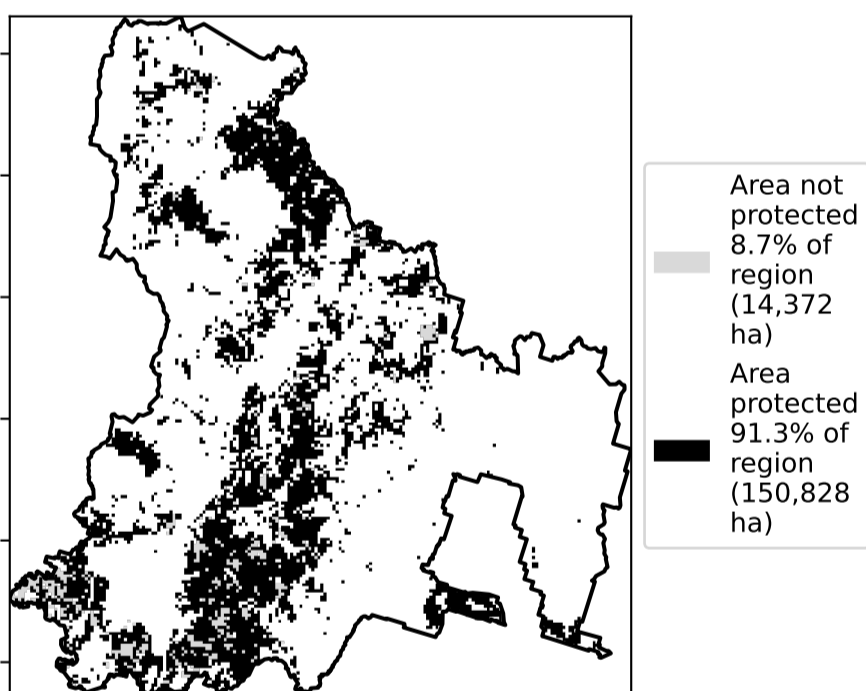 Area not
protected
8.7% of
region
(14,372
ha)
Area
protected
91.3% of
region
(150,828
ha)